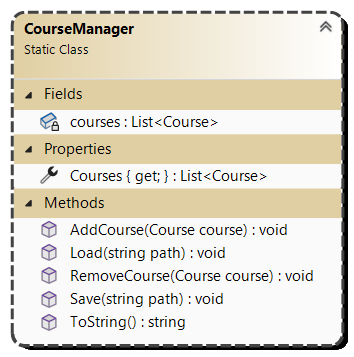 CourseManager
Static Class
Fields
courses : List<Course>
Properties
Courses { get; } : List<Course>
Methods
AddCourse(Course course) : void
Load(string path) : void
RemoveCourse(Course course) : void
Save(string path) : void
ToString() : string